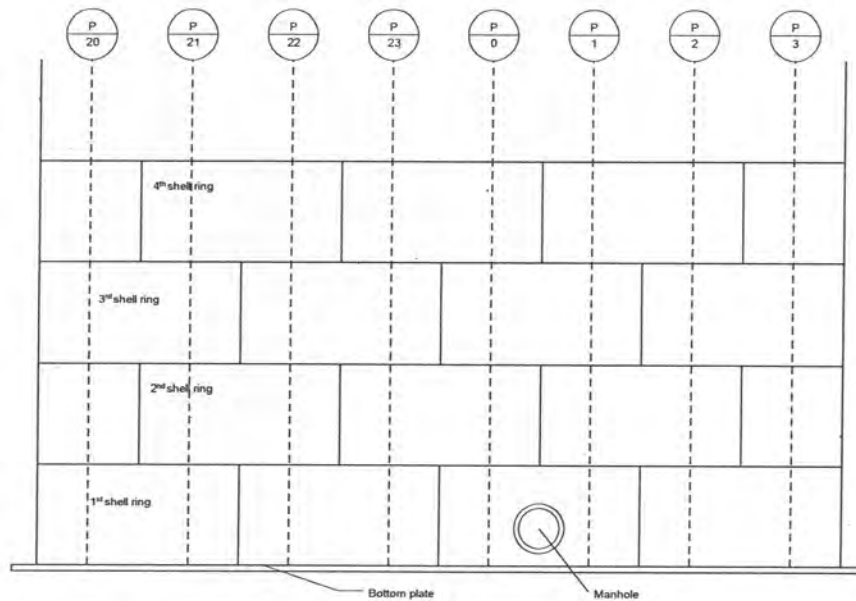 P P P P P P P P
20 21 22 23 0 1 2 3
4th shell ring
3rd shell ring
2nd shell ring
1st shell ring
Bottom plate Manhole